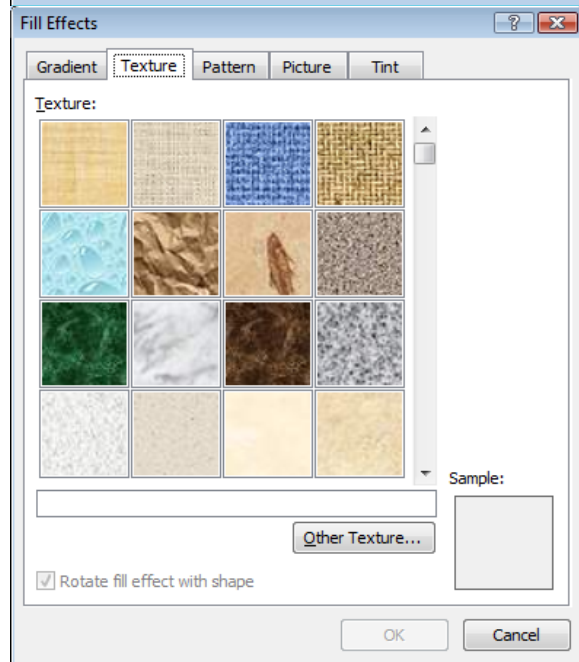 Fill Effects
Gradient Texture Pattern Picture Tint
Texture:
Sample:
Other Texture...
Rotate fill effect with shape
OK Cancel